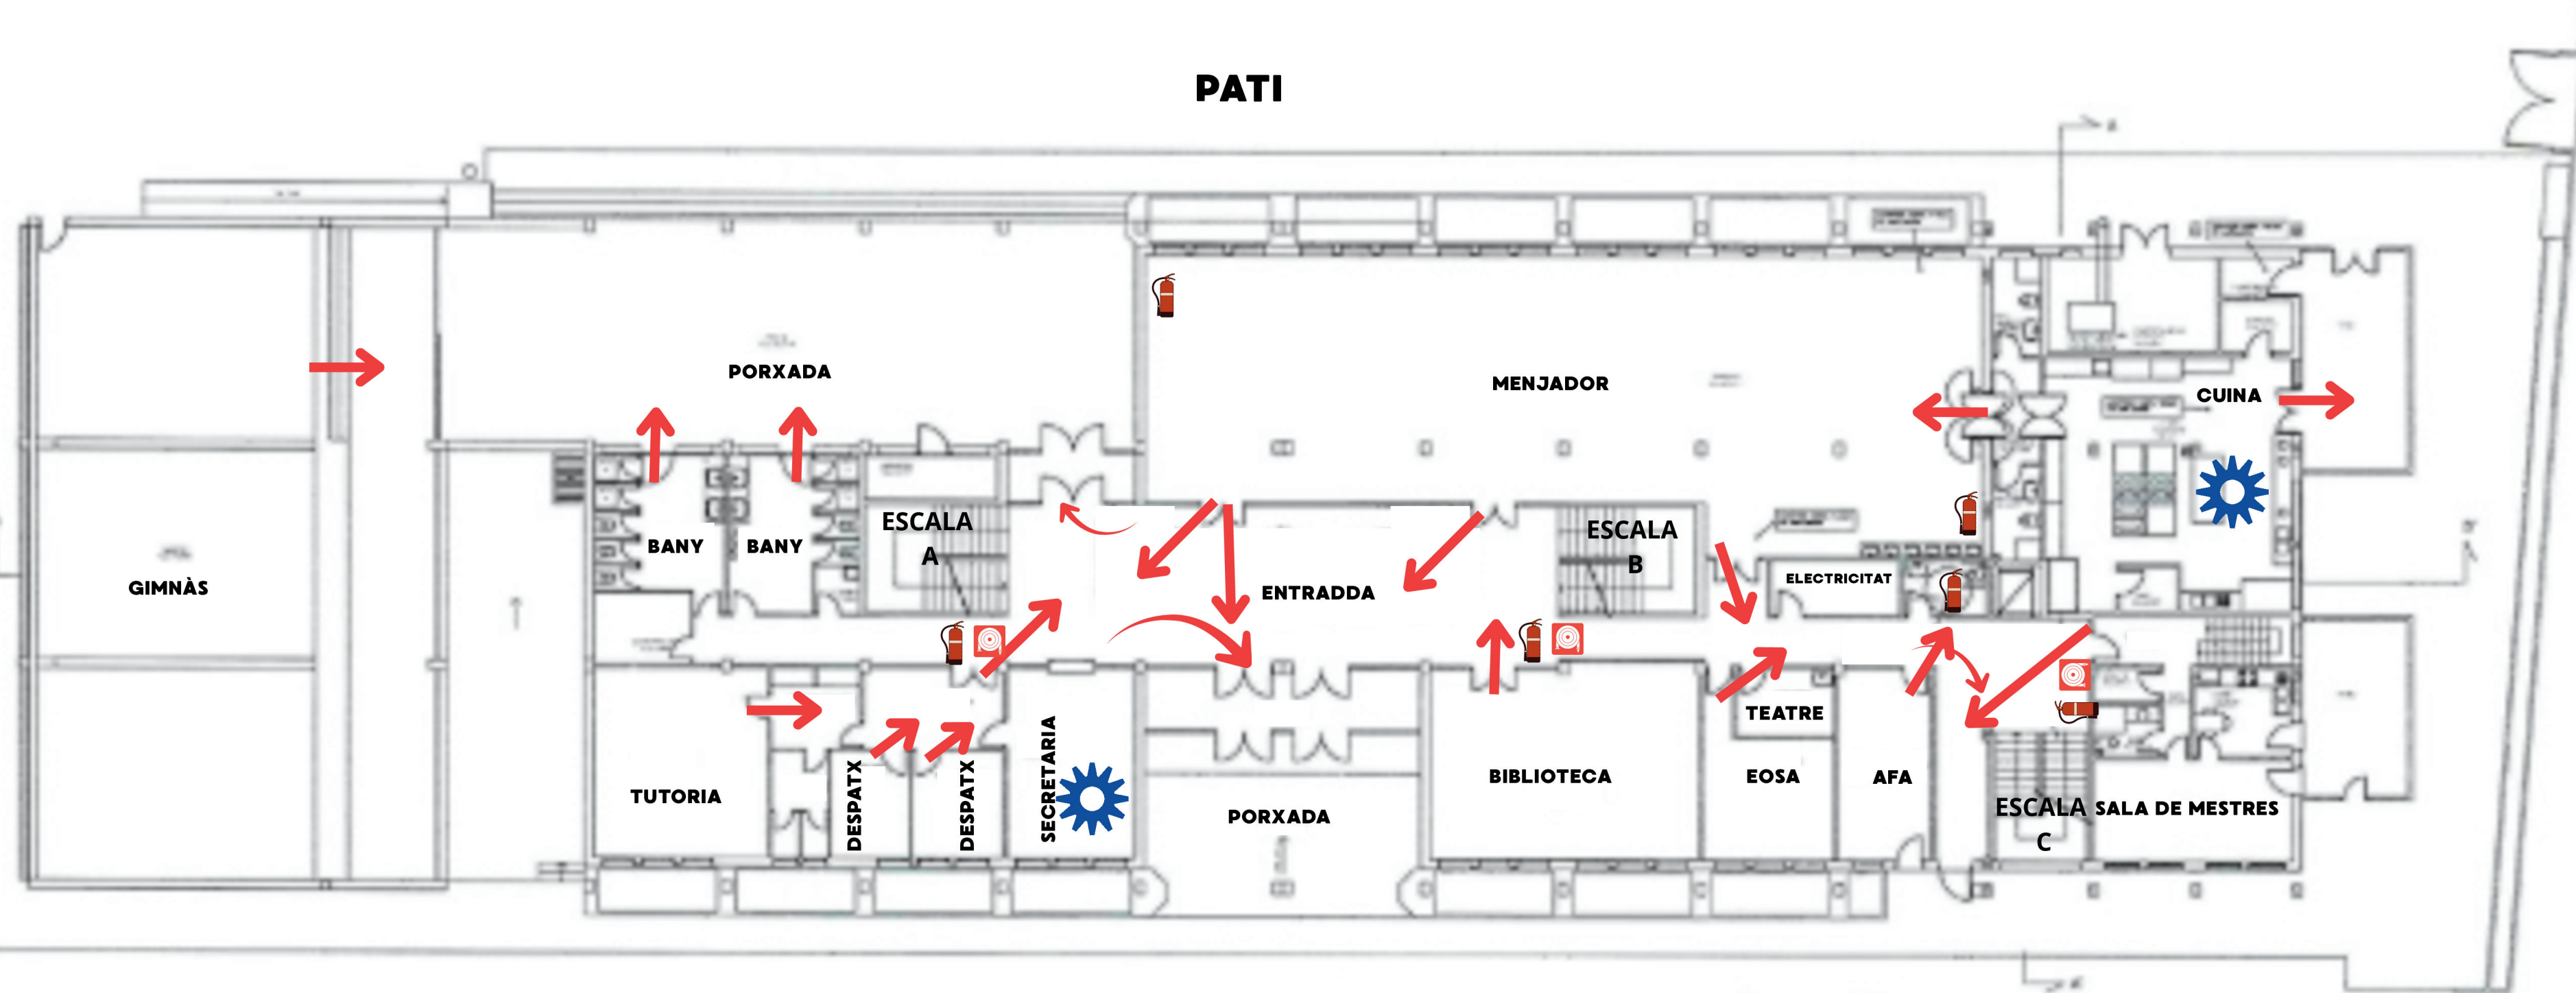 PATI
PORXADA
MENJADOR
CUINA
GIMNÀS
BANY
BANY
ESCALA
A
ENTRADDA
ESCALA
B
ELECTRICITAT
TUTORIA
DESPATX
DESPATX
SECRETARIA
PORXADA
BIBLIOTECA
TEATRE
EOSA
AFA
ESCALA
C
SALA DE MESTRES